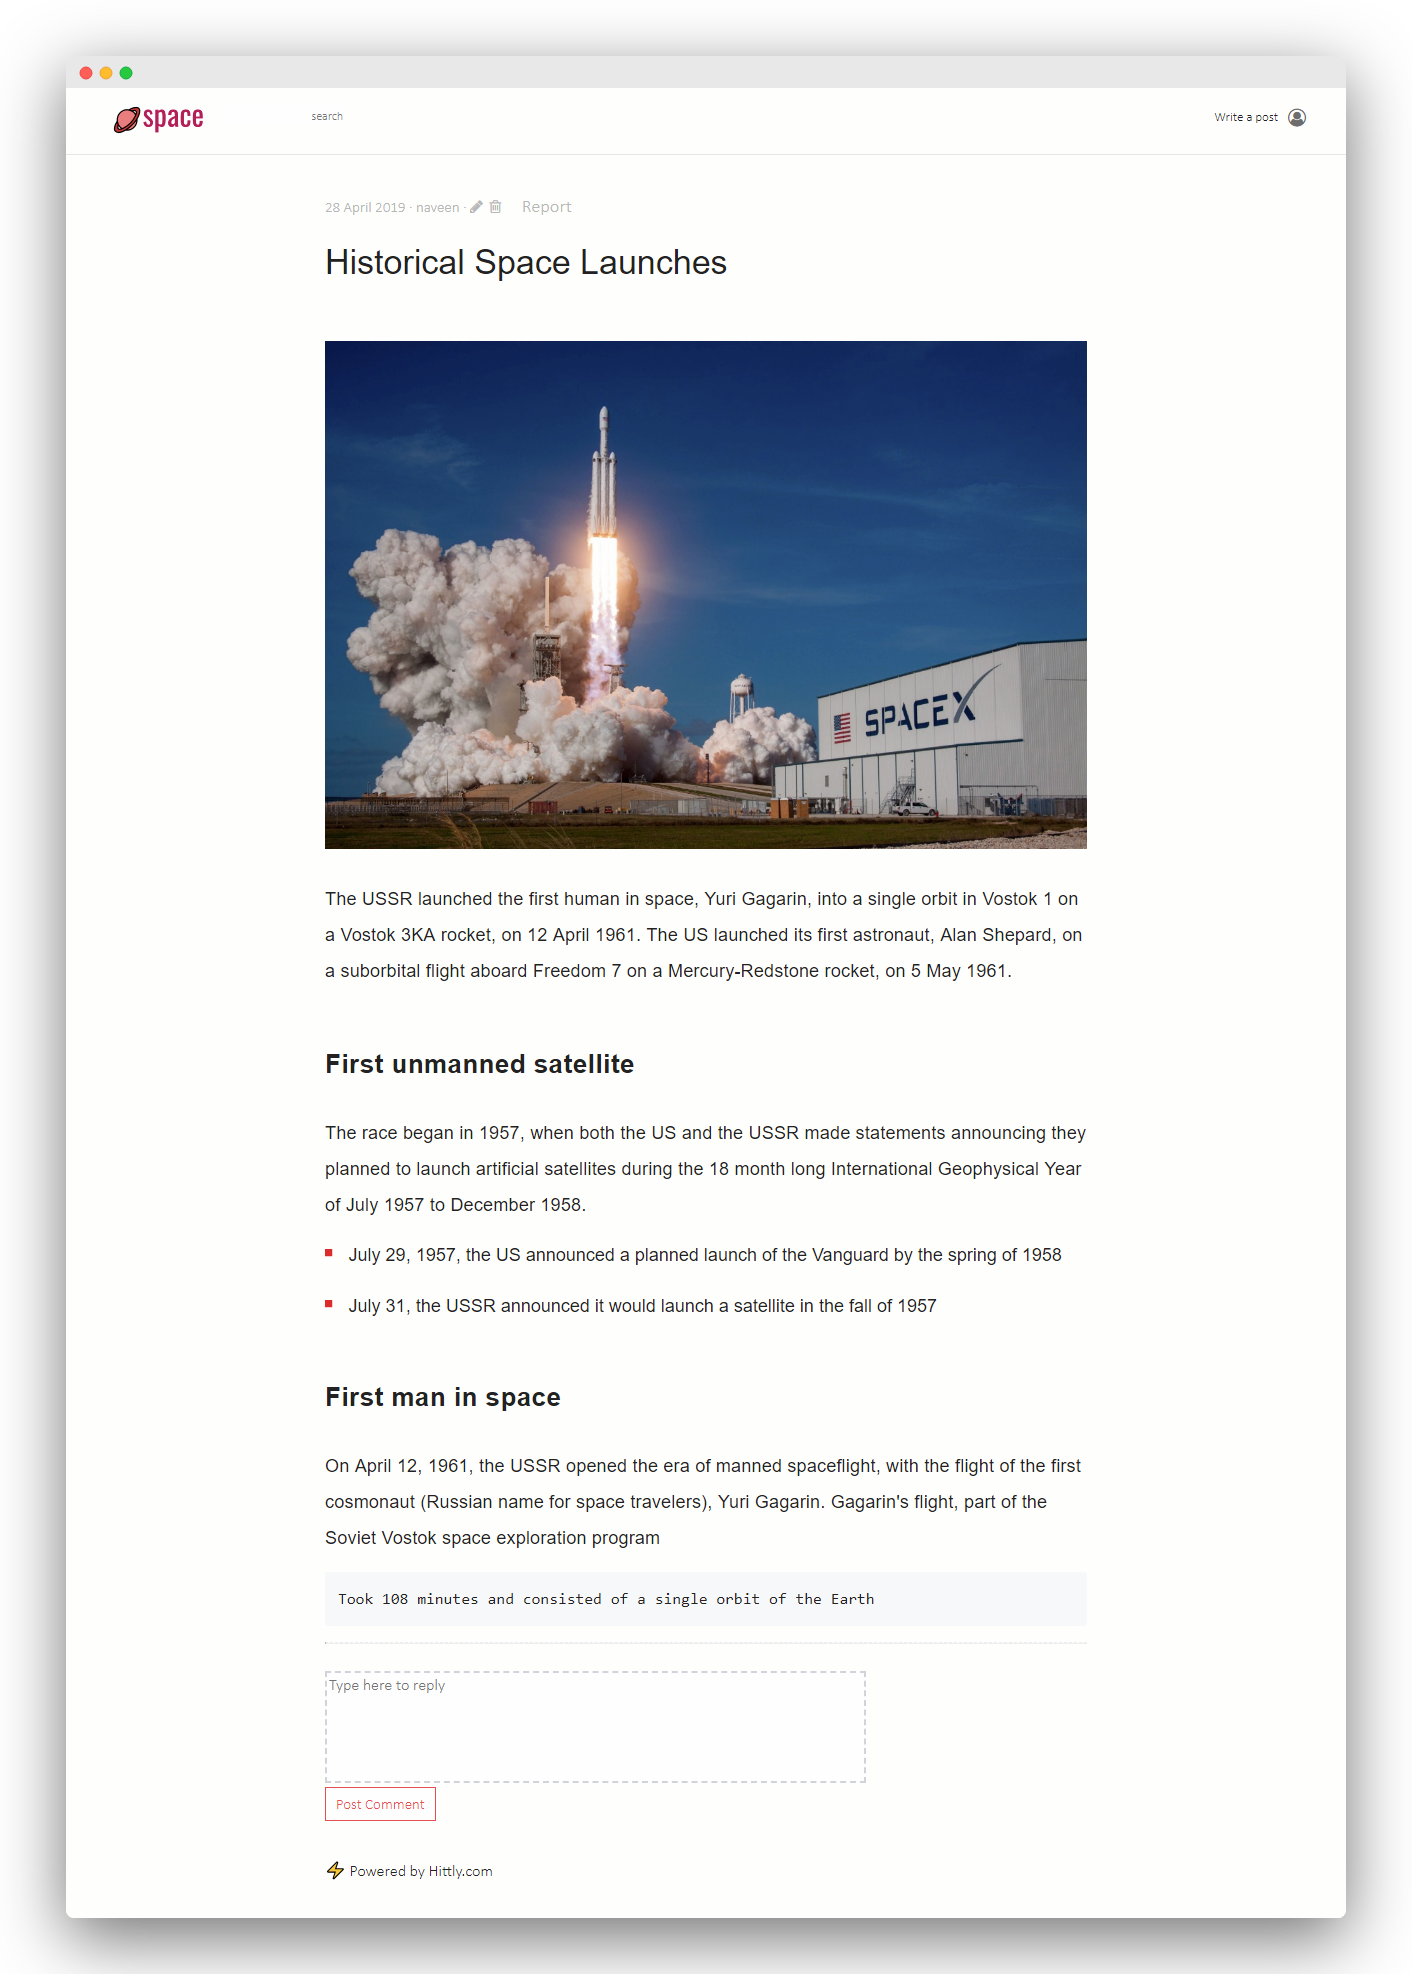 space
search
Write a post
28 April 2019 · naveen ·
Report
Historical Space Launches
SPACEX
The USSR launched the first human in space, Yuri Gagarin, into a single orbit in Vostok 1 on
a Vostok 3KA rocket, on 12 April 1961. The US launched its first astronaut, Alan Shepard, on
a suborbital flight aboard Freedom 7 on a Mercury-Redstone rocket, on 5 May 1961.
First unmanned satellite
The race began in 1957, when both the US and the USSR made statements announcing they
planned to launch artificial satellites during the 18 month long International Geophysical Year
of July 1957 to December 1958.
July 29, 1957, the US announced a planned launch of the Vanguard by the spring of 1958
July 31, the USSR announced it would launch a satellite in the fall of 1957
First man in space
On April 12, 1961, the USSR opened the era of manned spaceflight, with the flight of the first
cosmonaut (Russian name for space travelers), Yuri Gagarin. Gagarin's flight, part of the
Soviet Vostok space exploration program
Took 108 minutes and consisted of a single orbit of the Earth
Type here to reply
Post Comment
Powered by Hittly.com